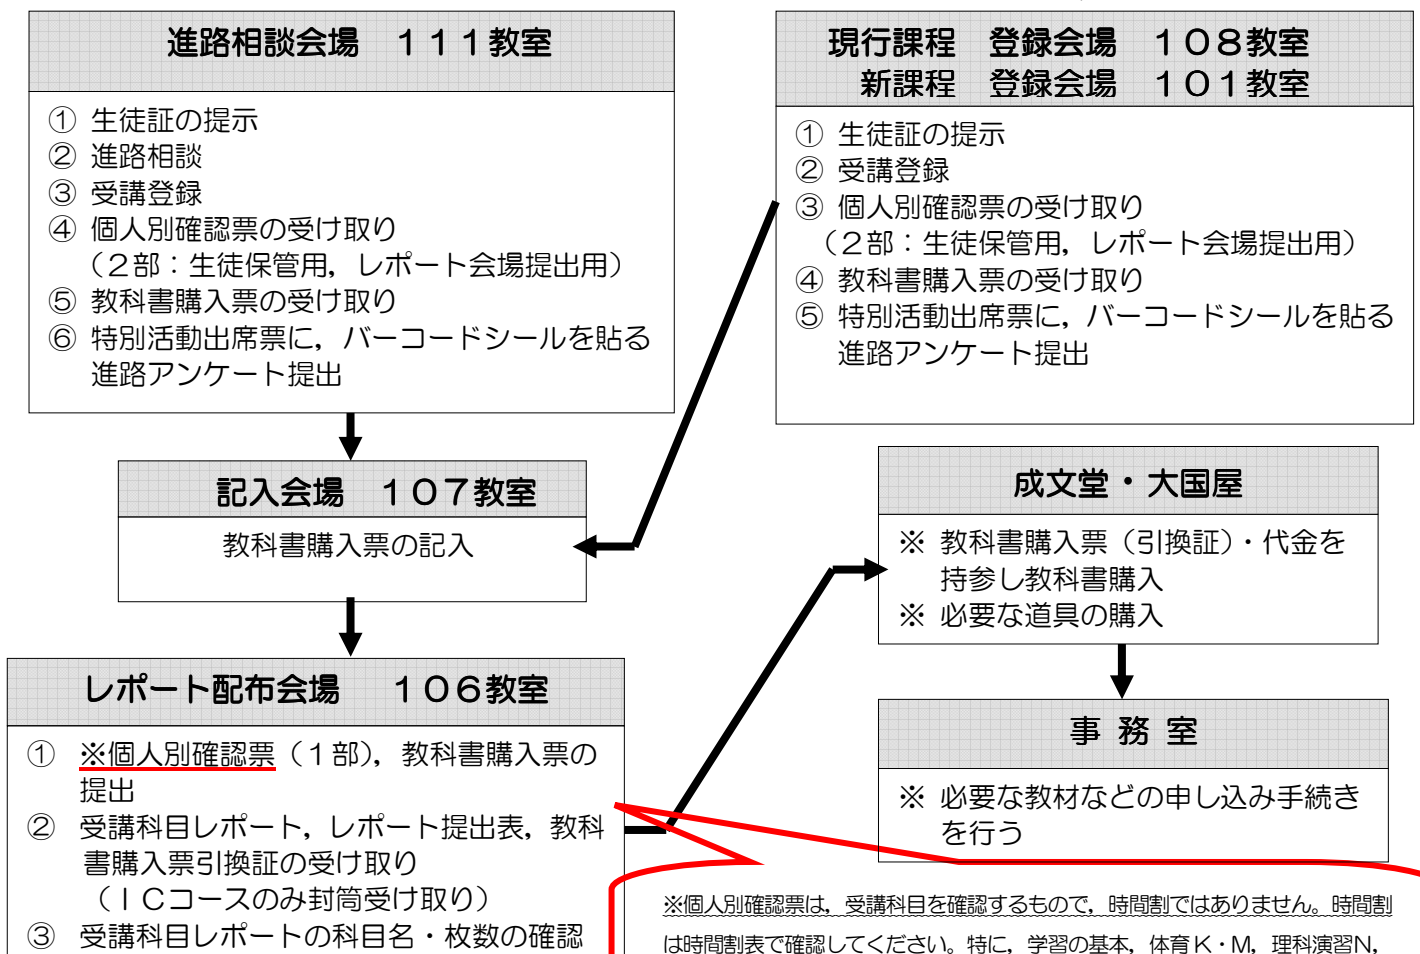 進路相談会場　１１１教室
① 生徒証の提示
② 進路相談
③ 受講登録
④ 個人別確認票の受け取り
（２部：生徒保管用，レポート会場提出用）
⑤ 教科書購入票の受け取り
⑥ 特別活動出席票に，バーコードシールを貼る
進路アンケート提出
現行課程　登録会場　１０８教室
新課程　登録会場　１０１教室
① 生徒証の提示
② 受講登録
③ 個人別確認票の受け取り
（２部：生徒保管用，レポート会場提出用）
④ 教科書購入票の受け取り
⑤ 特別活動出席票に，バーコードシールを貼る
進路アンケート提出
記入会場　１０７教室
教科書購入票の記入
レポート配布会場　１０６教室
① ※個人別確認票（１部），教科書購入票の
提出
② 受講科目レポート，レポート提出表，教科
書購入票引換証の受け取り
（ＩＣコースのみ封筒受け取り）
③ 受講科目レポートの科目名・枚数の確認
成文堂・大国屋
※ 教科書購入票（引換証）・代金を
持参し教科書購入
※ 必要な道具の購入
事 務 室
※ 必要な教材などの申し込み手続き
を行う
※個人別確認票は，受講科目を確認するもので，時間割ではありません。時間割
は時間割表で確認してください。特に，学習の基本，体育Ｋ・Ｍ，理科演習Ｎ，